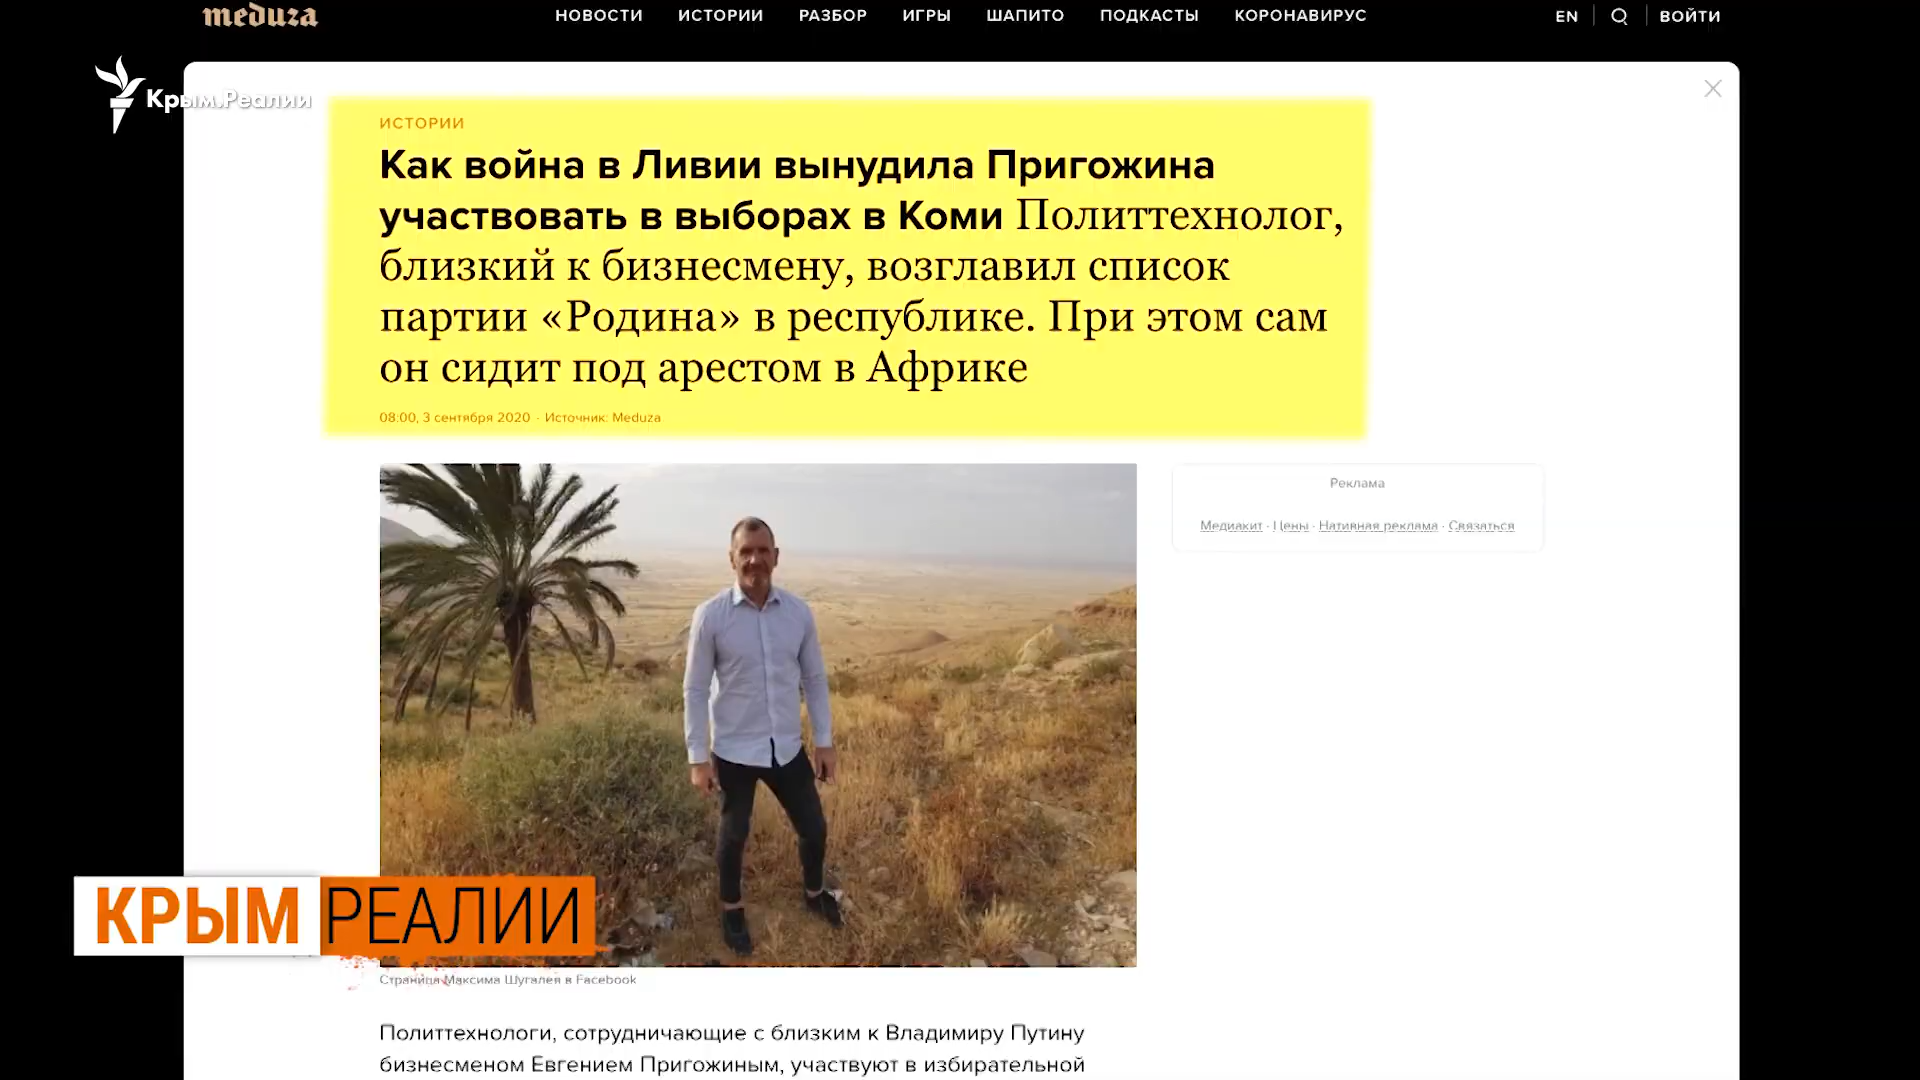 meduza
НОВОСТИ ИСТОРИИ РАЗБОР ИГРЫ ШАПИТО ПОДКАСТЫ КОРОНАВИРУС
EN ВОЙТИ
Крым.Реалии
ИСТОРИИ
Как война в Ливии вынудила Пригожина
участвовать в выборах в Коми Политтехнолог,
близкий к бизнесмену, возглавил список
партии «Родина» в республике. При этом сам
он сидит под арестом в Африке
08:00, 3 сентября 2020 · Источник: Meduza
Реклама
Медиакит · Цены · Нативная реклама · Связаться
КРЫМ РЕАЛИИ
Страница Максима Шугалея в Facebook
Политтехнологи, сотрудничающие с близким к Владимиру Путину
бизнесменом Евгением Пригожиным, участвуют в избирательной